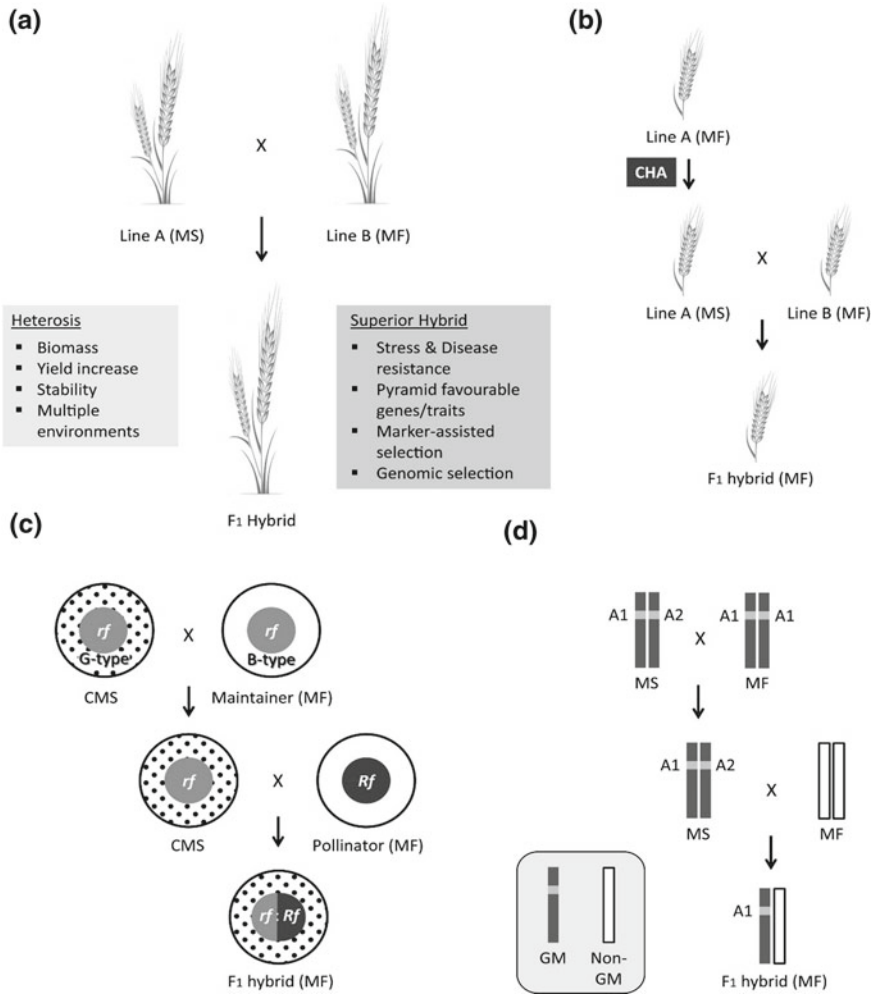 (a)
X
Line A (MS)
Line B (MF)
Heterosis
▪ Biomass
▪ Yield increase
▪ Stability
▪ Multiple
environments
Superior Hybrid
▪ Stress & Disease
resistance
▪ Pyramid favourable
genes/traits
▪ Marker-assisted
selection
▪ Genomic selection
F1 Hybrid
(b)
Line A (MF)
CHA
X
Line A (MS)
Line B (MF)
F1 hybrid (MF)
(c)
rf
G-type
X
rf
B-type
CMS
Maintainer (MF)
rf
X
Rf
CMS
Pollinator (MF)
rf : Rf
F1 hybrid (MF)
(d)
A1 A2
X
A1 A1
MS
MF
A1 A2
X
MS
MF
GM
Non-
GM
A1
F1 hybrid (MF)